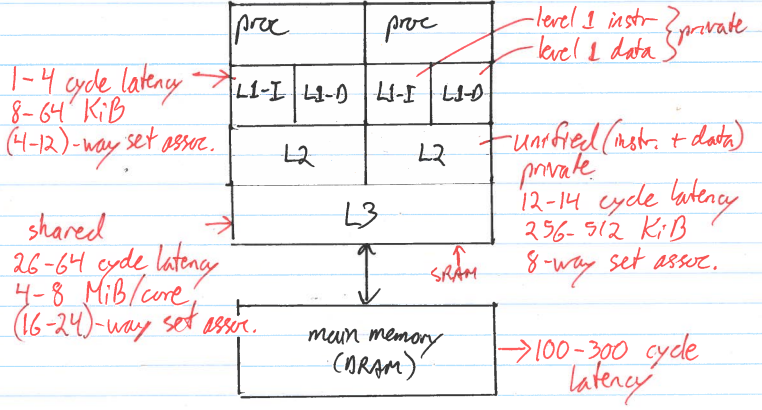 proc
proc
level 1 instr
level 1 data
private
1-4 cycle latency
8-64 KiB
(4-12)-way set assoc.
L1-I
L1-D
L1-I
L1-D
L2
L2
unified (instr. + data)
private
12-14 cycle latency
256-512 KiB
8-way set assoc.
L3
shared
26-64 cycle latency
4-8 MiB/core
(16-24)-way set assoc.
SRAM
main memory
(DRAM)
100-300 cycle
latency